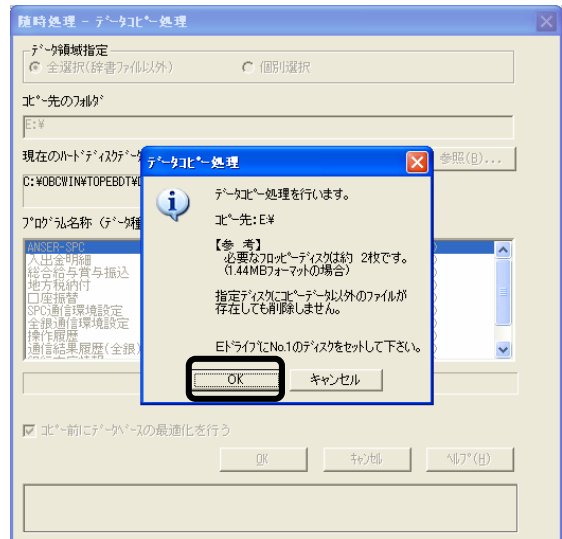 随時処理 - ﾃﾞｰﾀｺﾋﾟｰ処理
ﾃﾞｰﾀ領域指定
全選択(辞書ﾌｧｲﾙ以外)
個別選択
ｺﾋﾟｰ先のﾌｫﾙﾀﾞ
E:¥
現在のﾊｰﾄﾞﾃﾞｨｽｸﾃﾞｰﾀ
参照(B)...
C:¥OBCWIN¥TOPEBDT¥
ﾌﾟﾛｸﾞﾗﾑ名称 (ﾃﾞｰﾀ種
ANSER-SPC
入出金明細
総合給与賞与振込
地方税納付
口座振替
SPC通信環境設定
全銀通信環境設定
操作履歴
通信結果履歴(全銀)
ﾃﾞｰﾀｺﾋﾟｰ処理
ﾃﾞｰﾀｺﾋﾟｰ処理を行います。
ｺﾋﾟｰ先:E:¥
【参 考】
必要なﾌﾛｯﾋﾟｰﾃﾞｨｽｸは約 2枚です。
(1.44MBﾌｫｰﾏｯﾄの場合)
指定ﾃﾞｨｽｸにｺﾋﾟｰﾃﾞｰﾀ以外のﾌｧｲﾙが
存在しても削除しません。
Eﾄﾞﾗｲﾌﾞに No.1のﾃﾞｨｽｸをｾｯﾄして下さい。
OK
ｷｬﾝｾﾙ
ｺﾋﾟｰ前にﾃﾞｰﾀﾍﾞｰｽの最適化を行う
OK
ｷｬﾝｾﾙ
ﾍﾙﾌﾟ(H)